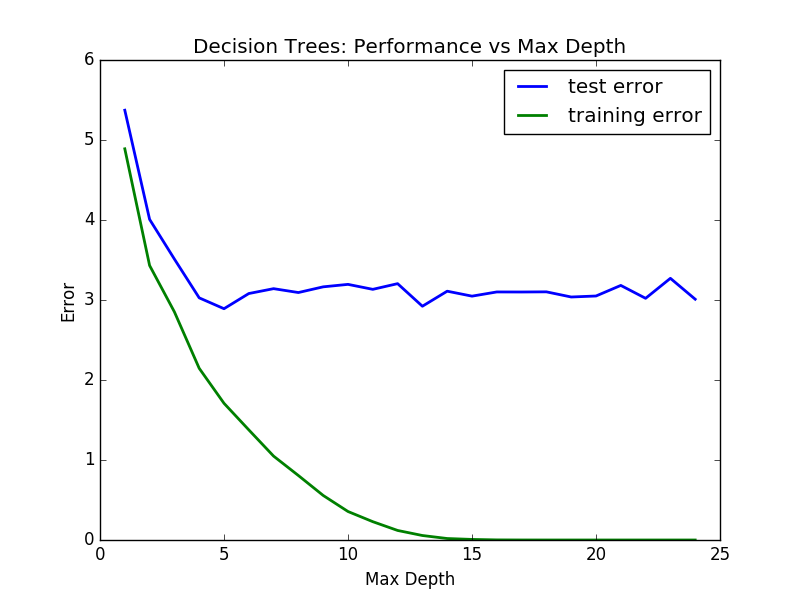 Decision Trees: Performance vs Max Depth
6
5
4
3
2
1
0
Error
test error
training error
0 5 10 15 20 25
Max Depth